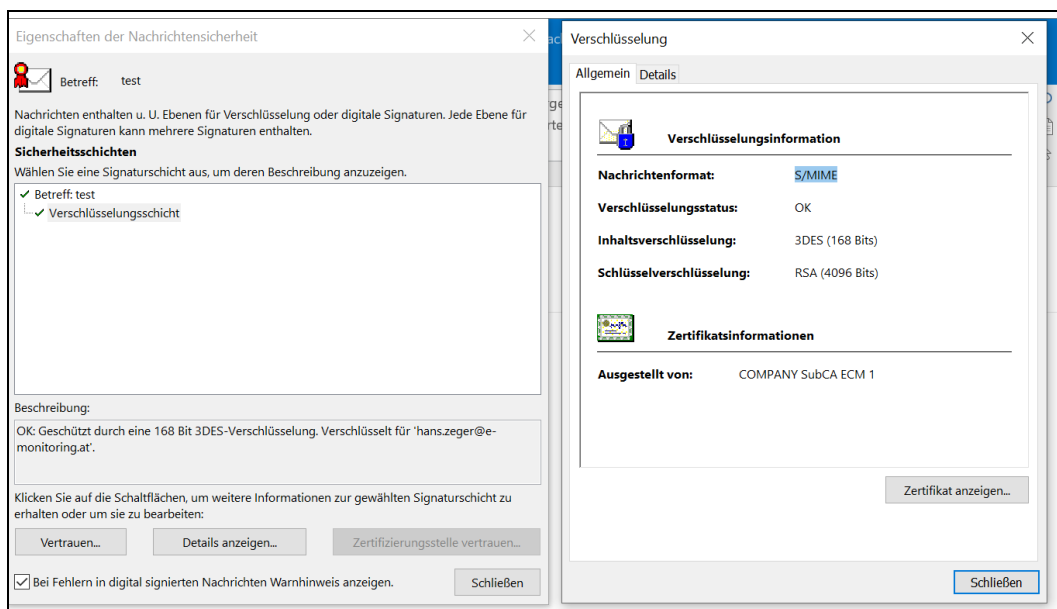 Eigenschaften der Nachrichtensicherheit
Betreff: test
Nachrichten enthalten u. U. Ebenen für Verschlüsselung oder digitale Signaturen. Jede Ebene für
digitale Signaturen kann mehrere Signaturen enthalten.
Sicherheitsschichten
Wählen Sie eine Signaturschicht aus, um deren Beschreibung anzuzeigen.
Betreff: test
Verschlüsselungsschicht
Beschreibung:
OK: Geschützt durch eine 168 Bit 3DES-Verschlüsselung. Verschlüsselt für 'hans.zeger@e-
monitoring.at'.
Klicken Sie auf die Schaltflächen, um weitere Informationen zur gewählten Signaturschicht zu
erhalten oder um sie zu bearbeiten:
Vertrauen...
Details anzeigen...
Zertifizierungsstelle vertrauen...
Bei Fehlern in digital signierten Nachrichten Warnhinweis anzeigen.
Schließen
Verschlüsselung
Allgemein Details
Verschlüsselungsinformation
Nachrichtenformat: S/MIME
Verschlüsselungsstatus: OK
Inhaltsverschlüsselung: 3DES (168 Bits)
Schlüsselverschlüsselung: RSA (4096 Bits)
Zertifikatsinformationen
Ausgestellt von: COMPANY SubCA ECM 1
Zertifikat anzeigen...
Schließen